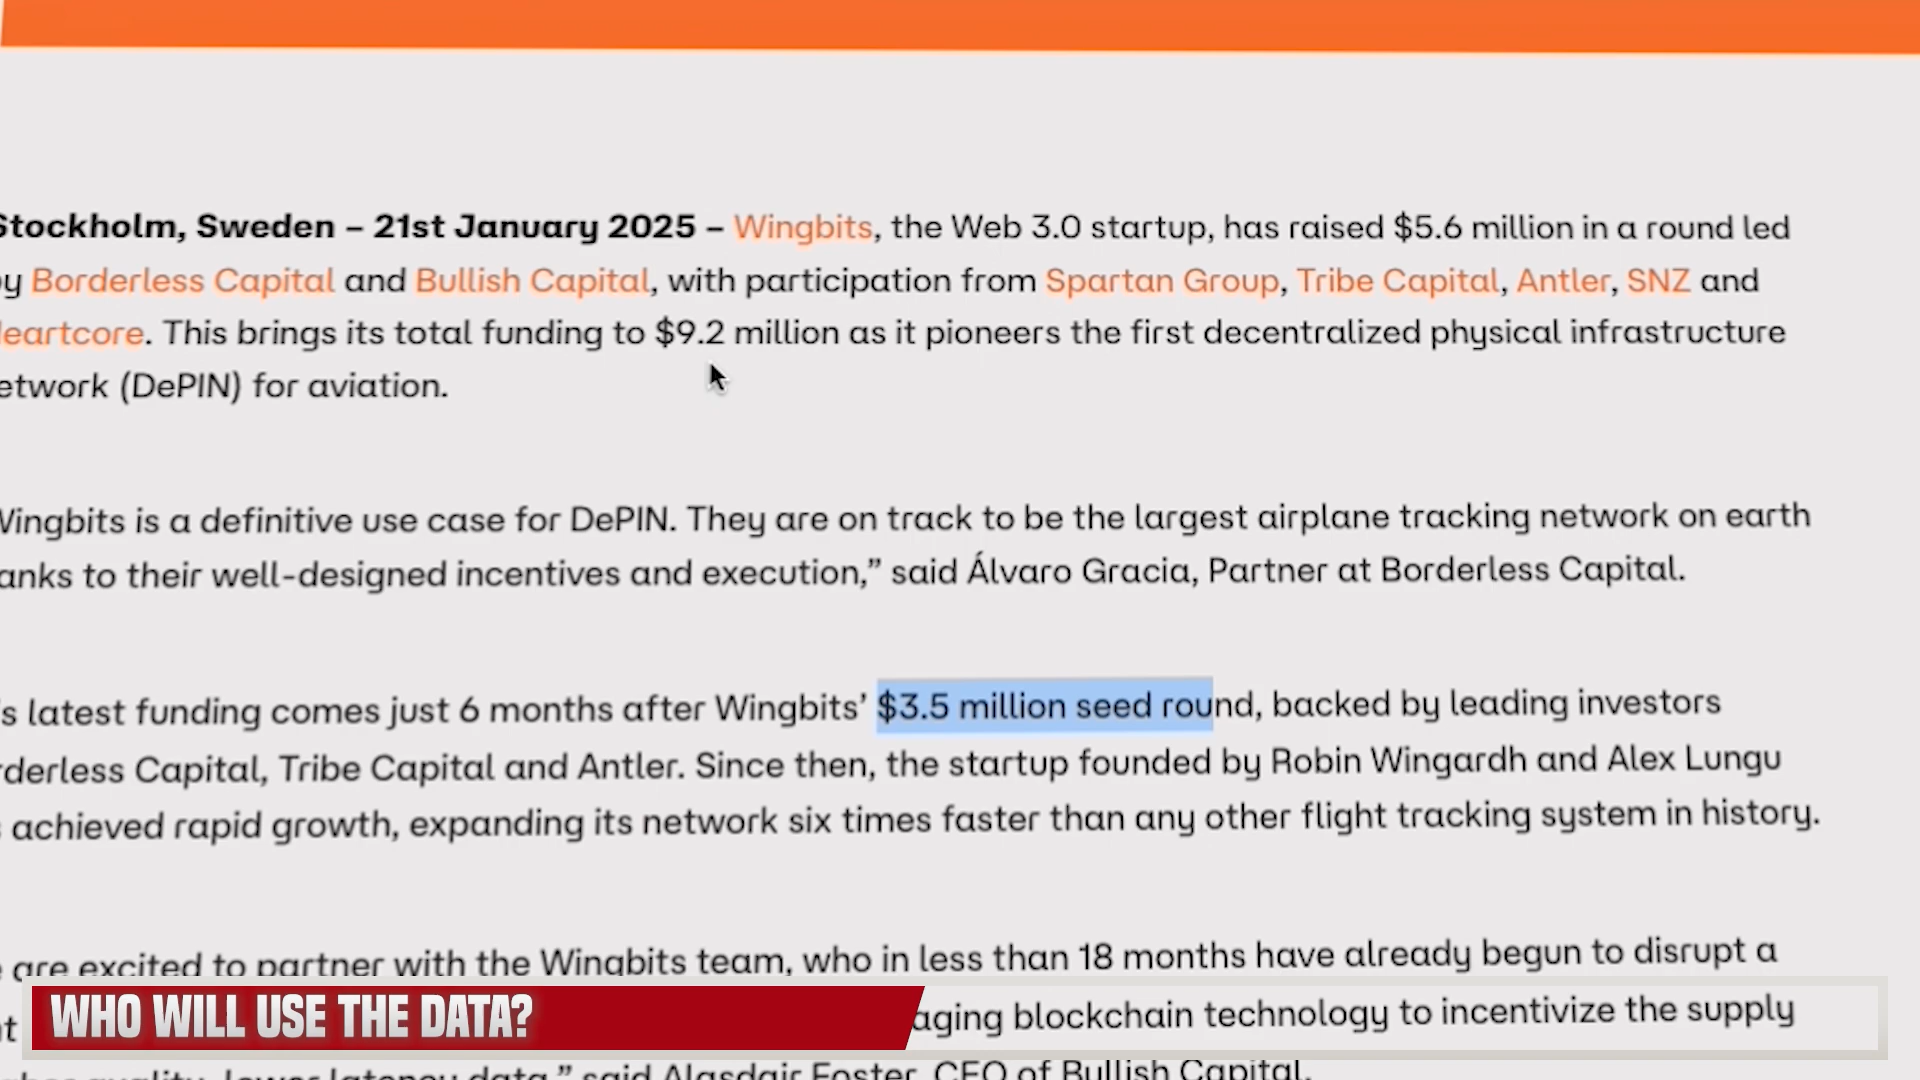 Stockholm, Sweden – 21st January 2025 – Wingbits, the Web 3.0 startup, has raised $5.6 million in a round led
by Borderless Capital and Bullish Capital, with participation from Spartan Group, Tribe Capital, Antler, SNZ and
eartcore. This brings its total funding to $9.2 million as it pioneers the first decentralized physical infrastructure
etwork (DePIN) for aviation.
Wingbits is a definitive use case for DePIN. They are on track to be the largest airplane tracking network on earth
anks to their well-designed incentives and execution,” said Álvaro Gracia, Partner at Borderless Capital.
s latest funding comes just 6 months after Wingbits’ $3.5 million seed round, backed by leading investors
rderless Capital, Tribe Capital and Antler. Since then, the startup founded by Robin Wingardh and Alex Lungu
achieved rapid growth, expanding its network six times faster than any other flight tracking system in history.
are excited to partner with the Wingbits team, who in less than 18 months have already begun to disrupt a
aging blockchain technology to incentivize the supply
quality, lower latency data,” said Alasdair Foster, CEO of Bullish Capital.
WHO WILL USE THE DATA?